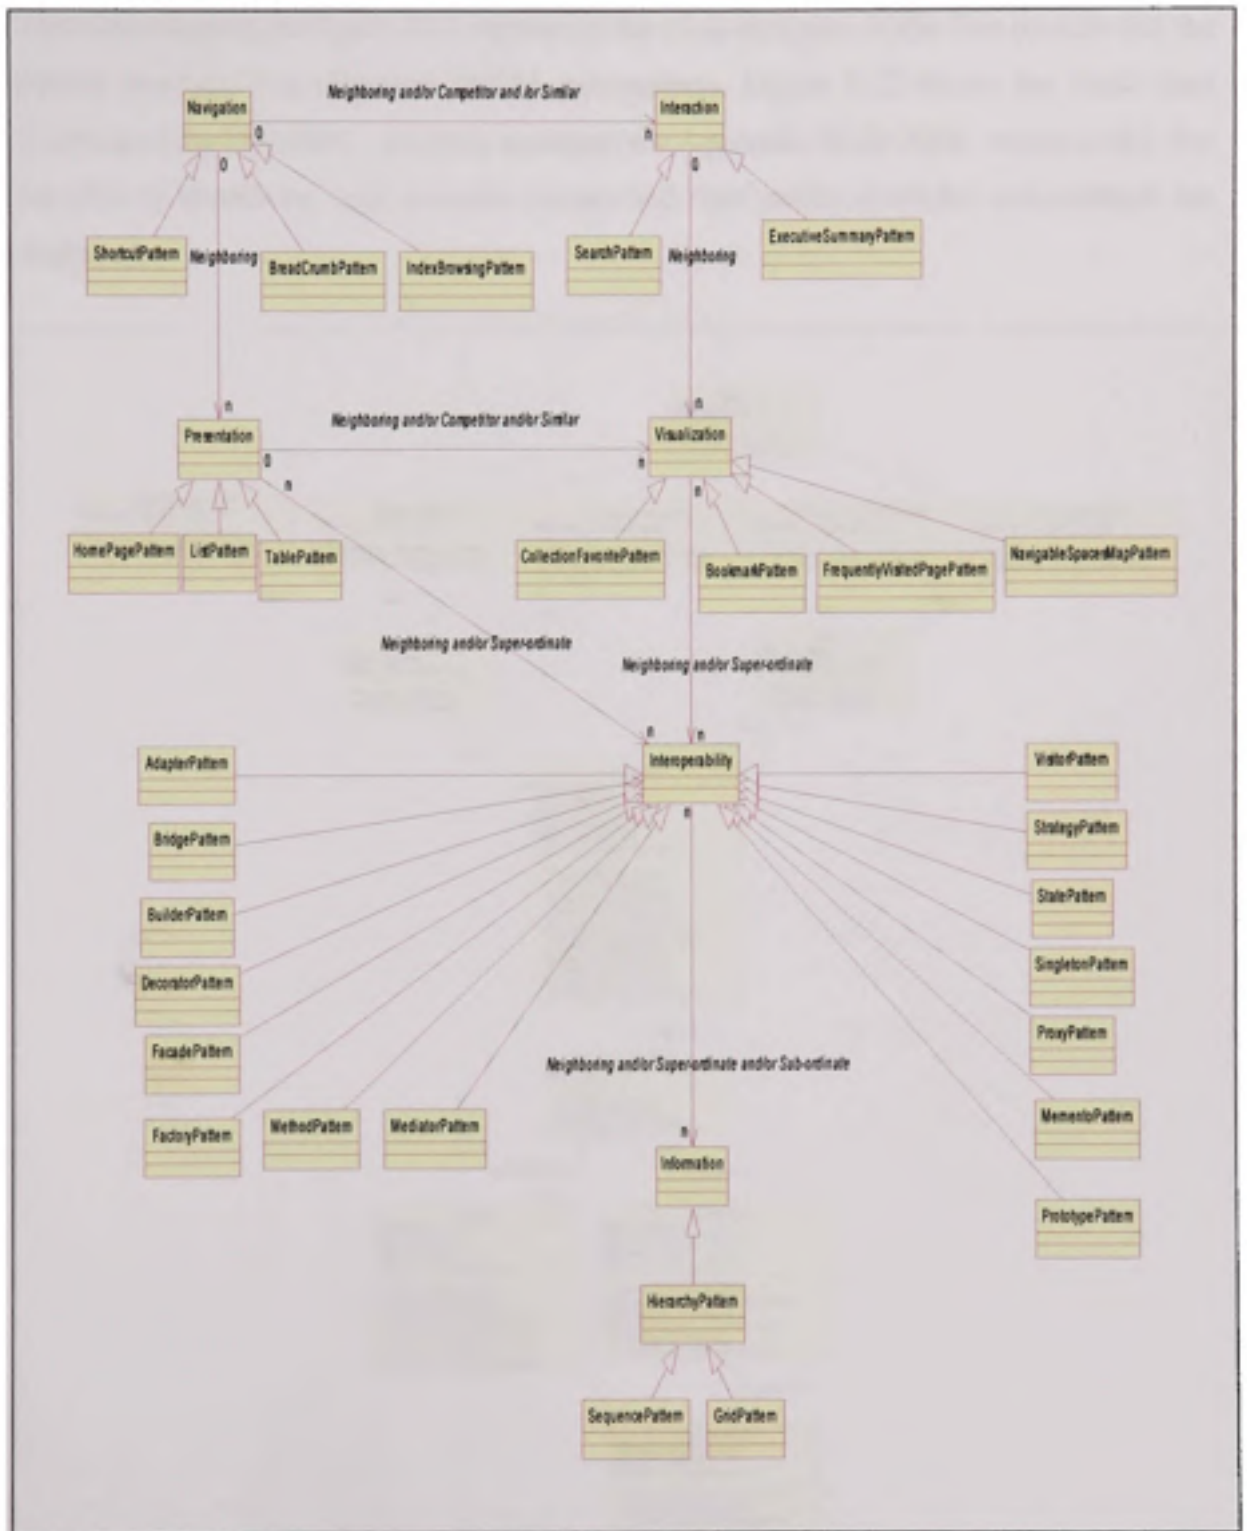 Neighboring and/or Competitor and /or Similar
Navigation
Interaction
0
n
0
0
ShortcutPattern
Neighboring
BreadCrumbPattern
IndexBrowsingPattern
SearchPattern
Neighboring
ExecutiveSummaryPattern
n
n
Neighboring and/or Competitor and/or Similar
Presentation
Visualization
0
n
n
n
HomePagePattern
ListPattern
TablePattern
CollectionFavoritePattern
BookmarkPattern
FrequentlyVisitedPagePattern
NavigableSpacesMapPattern
Neighboring and/or Super-ordinate
Neighboring and/or Super-ordinate
n
n
Interoperability
n
AdapterPattern
BridgePattern
BuilderPattern
DecoratorPattern
FacadePattern
FactoryPattern
MethodPattern
MediatorPattern
VisitorPattern
StrategyPattern
StatePattern
SingletonPattern
ProxyPattern
MementoPattern
PrototypePattern
Neighboring and/or Super-ordinate and/or Sub-ordinate
n
Information
HierarchyPattern
SequencePattern
GridPattern